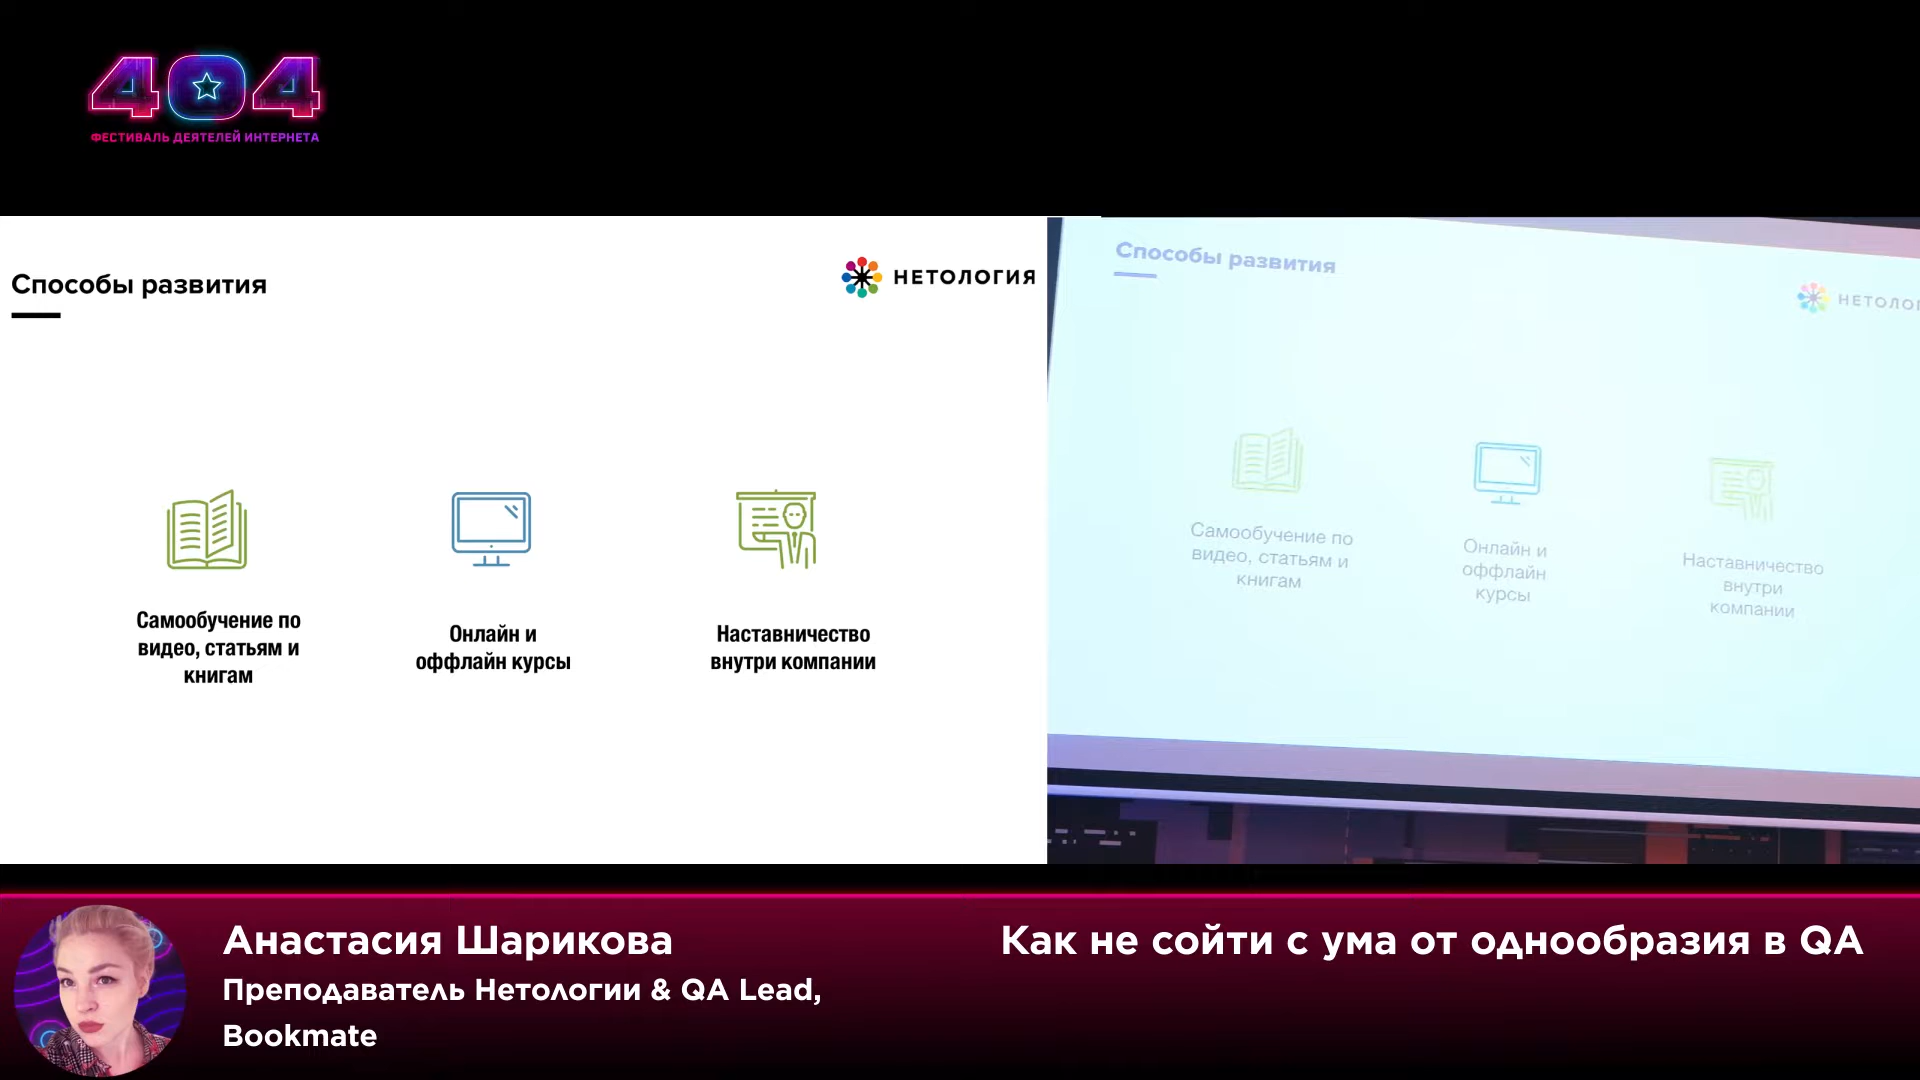 404
ФЕСТИВАЛЬ ДЕЯТЕЛЕЙ ИНТЕРНЕТА
Способы развития
НЕТОЛОГИЯ
Самообучение по
видео, статьям и
книгам
Онлайн и
оффлайн курсы
Наставничество
внутри компании
Способы развития
Самообучение по
видео, статьям и
книгам
Онлайн и
оффлайн
курсы
Наставничество
внутри
компании
Анастасия Шарикова
Преподаватель Нетологии & QA Lead,
Bookmate
Как не сойти с ума от однообразия в QA